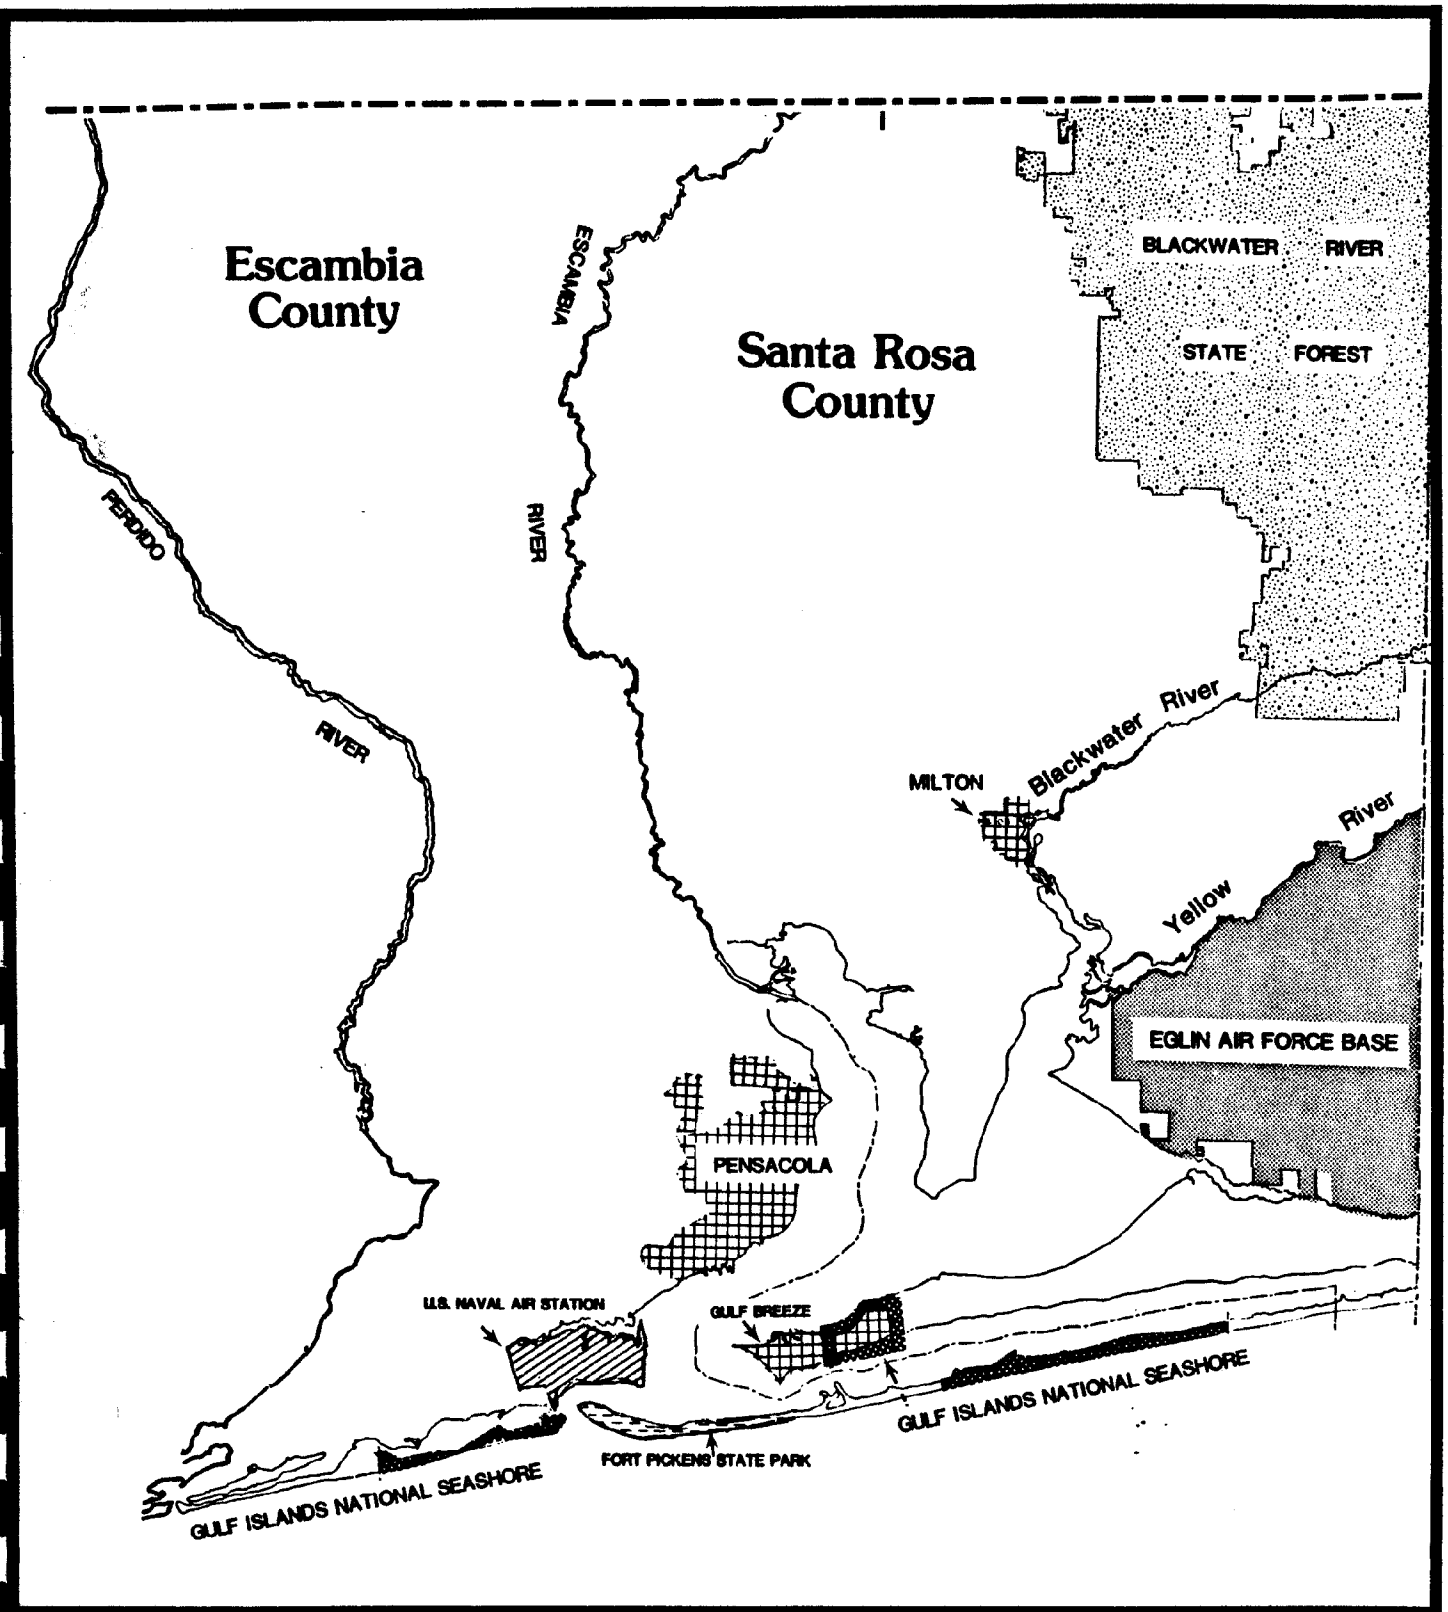 BLACKWATER RIVER
STATE FOREST
Escambia
County
ESCAMBIA
RIVER
Santa Rosa
County
PERDIDO
RIVER
Blackwater River
MILTON
Yellow River
EGLIN AIR FORCE BASE
PENSACOLA
U.S. NAVAL AIR STATION
GULF BREEZE
GULF ISLANDS NATIONAL SEASHORE
FORT PICKENS STATE PARK
GULF ISLANDS NATIONAL SEASHORE